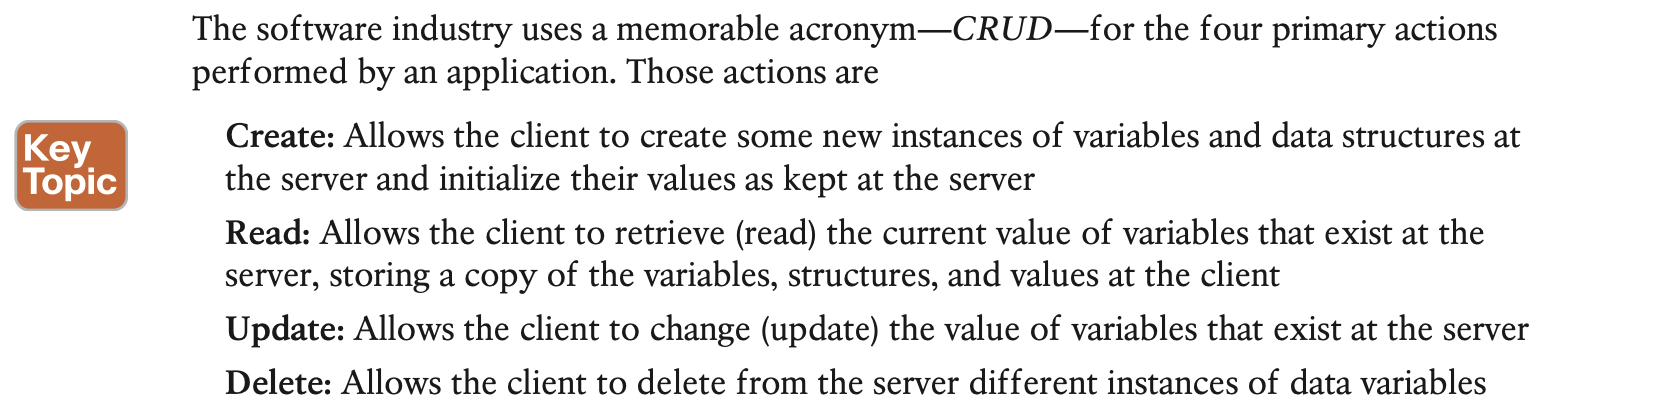 The software industry uses a memorable acronym—CRUD—for the four primary actions
performed by an application. Those actions are
Key
Topic
Create: Allows the client to create some new instances of variables and data structures at
the server and initialize their values as kept at the server
Read: Allows the client to retrieve (read) the current value of variables that exist at the
server, storing a copy of the variables, structures, and values at the client
Update: Allows the client to change (update) the value of variables that exist at the server
Delete: Allows the client to delete from the server different instances of data variables